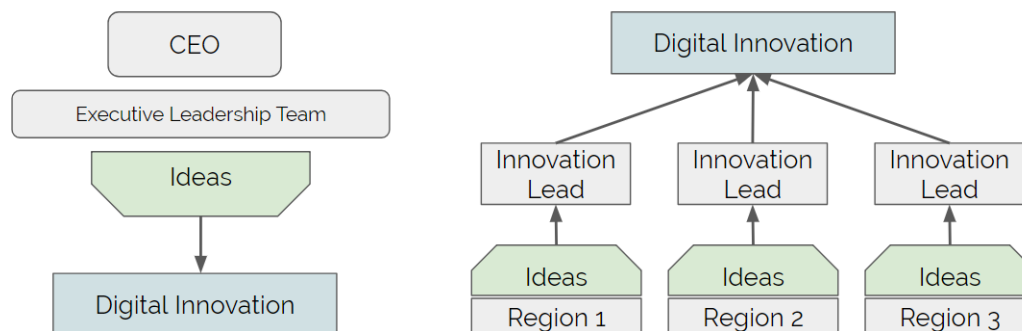 CEO
Executive Leadership Team
Ideas
Digital Innovation
Digital Innovation
Innovation
Lead
Innovation
Lead
Innovation
Lead
Ideas
Ideas
Ideas
Region 1
Region 2
Region 3